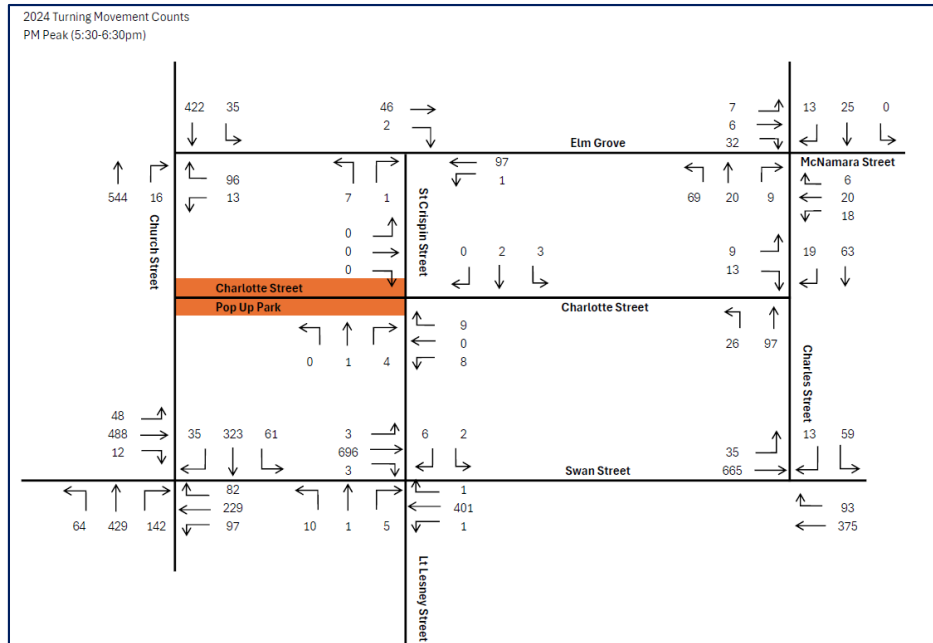 2024 Turning Movement Counts
PM Peak (5:30-6:30pm)
422 35 46 7 13 25 0
2 6
32
Elm Grove
McNamara Street
544 16 96 7 1 97 69 20 9 6
13 1 20
18
Church Street
St Crispin Street
0
0 0 2 3 9 19 63
0 13
Charlotte Street
Pop Up Park
Charlotte Street
9
0 1 4 0 26 97
8
Charles Street
48
488 35 323 61 3 6 2 35 13 59
12 696 665
3
Swan Street
82 1
64 429 142 229 10 1 5 401 93
97 1 375
Lt Lesney Street